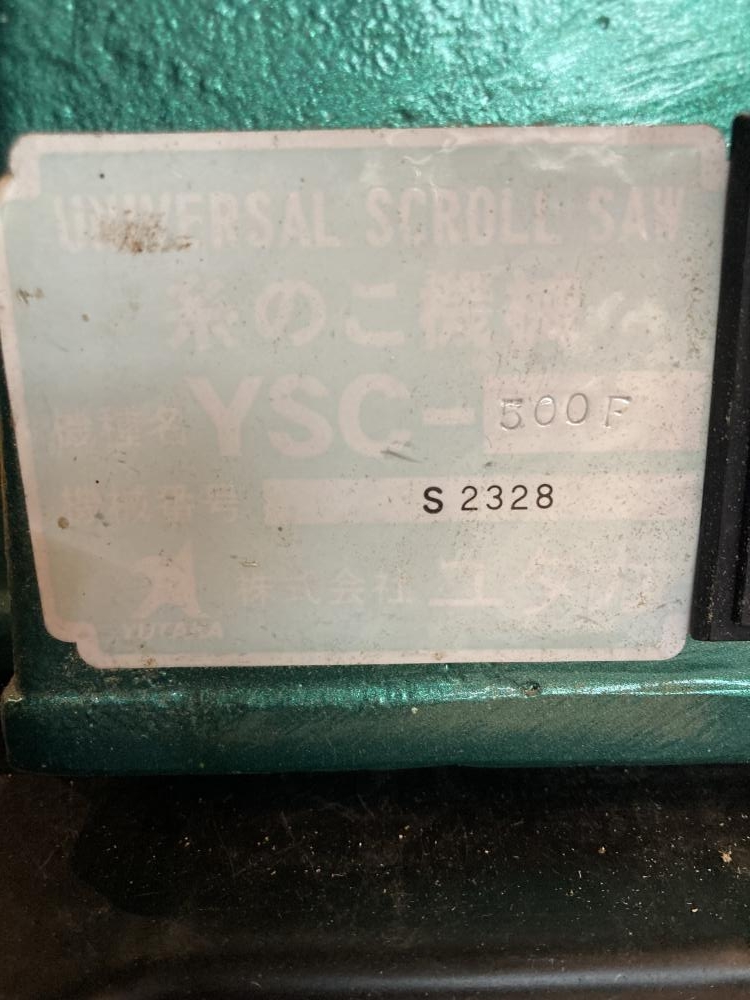 UNIVERSAL SCROLL SAW
糸のこ機械
機種名 YSC-500F
機械番号 S 2328
YUTAKA 株式会社 ユタカ